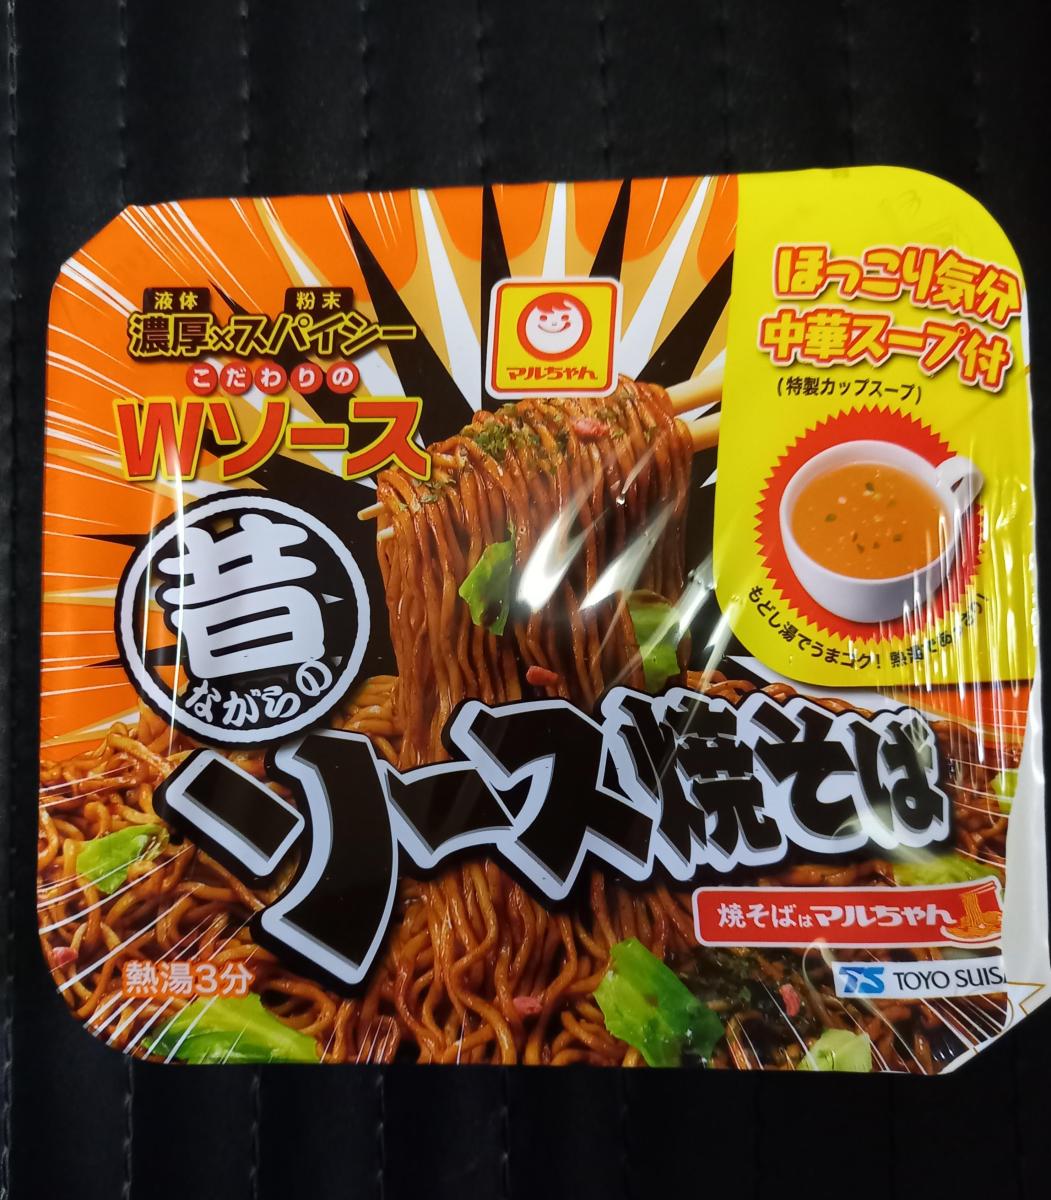 液体 粉末
濃厚×スパイシー
こだわりの
Wソース
マルちゃん
ほっこり気分
中華スープ付
(特製カップスープ)
もどし湯でうまコク!
昔
ながらの
ソース焼そば
焼そばはマルちゃん
熱湯3分
TS TOYO SUIS